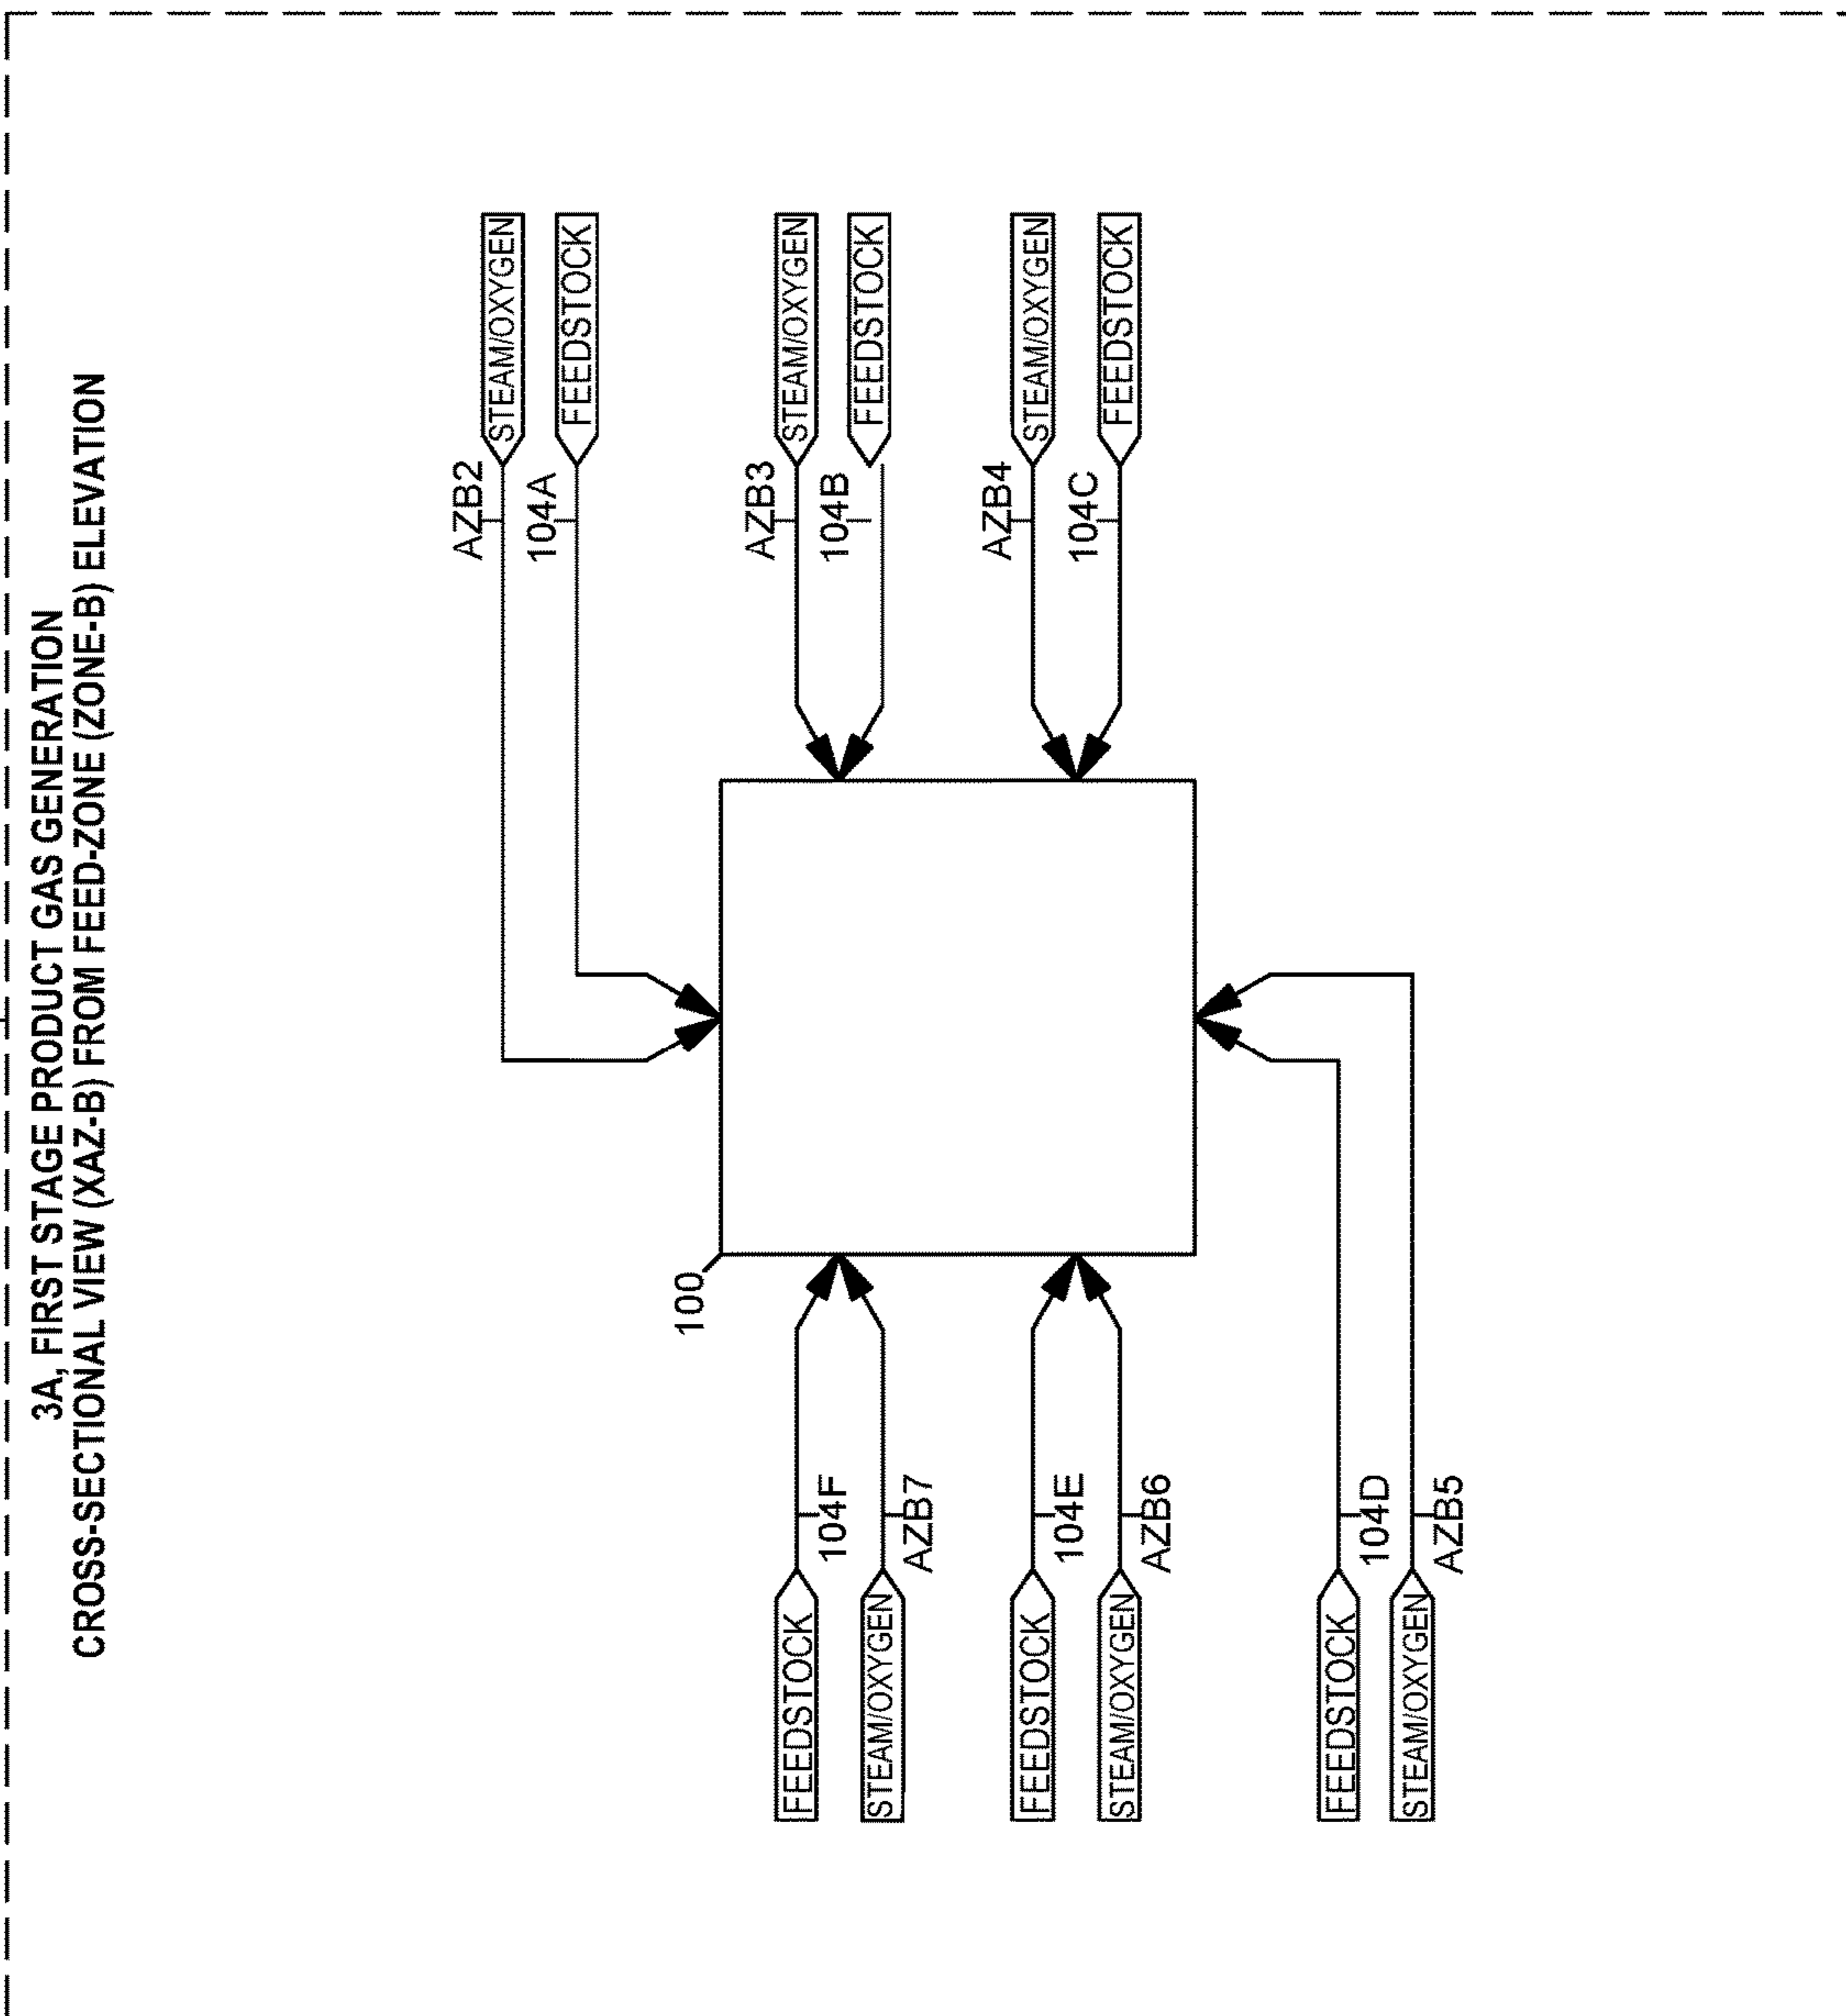 3A, FIRST STAGE PRODUCT GAS GENERATION
CROSS-SECTIONAL VIEW (XAZ-B) FROM FEED-ZONE (ZONE-B) ELEVATION
FEEDSTOCK
104F
STEAM/OXYGEN
AZB7
FEEDSTOCK
104E
STEAM/OXYGEN
AZB6
FEEDSTOCK
104D
STEAM/OXYGEN
AZB5
100
AZB2
STEAM/OXYGEN
104A
FEEDSTOCK
AZB3
STEAM/OXYGEN
104B
FEEDSTOCK
AZB4
STEAM/OXYGEN
104C
FEEDSTOCK